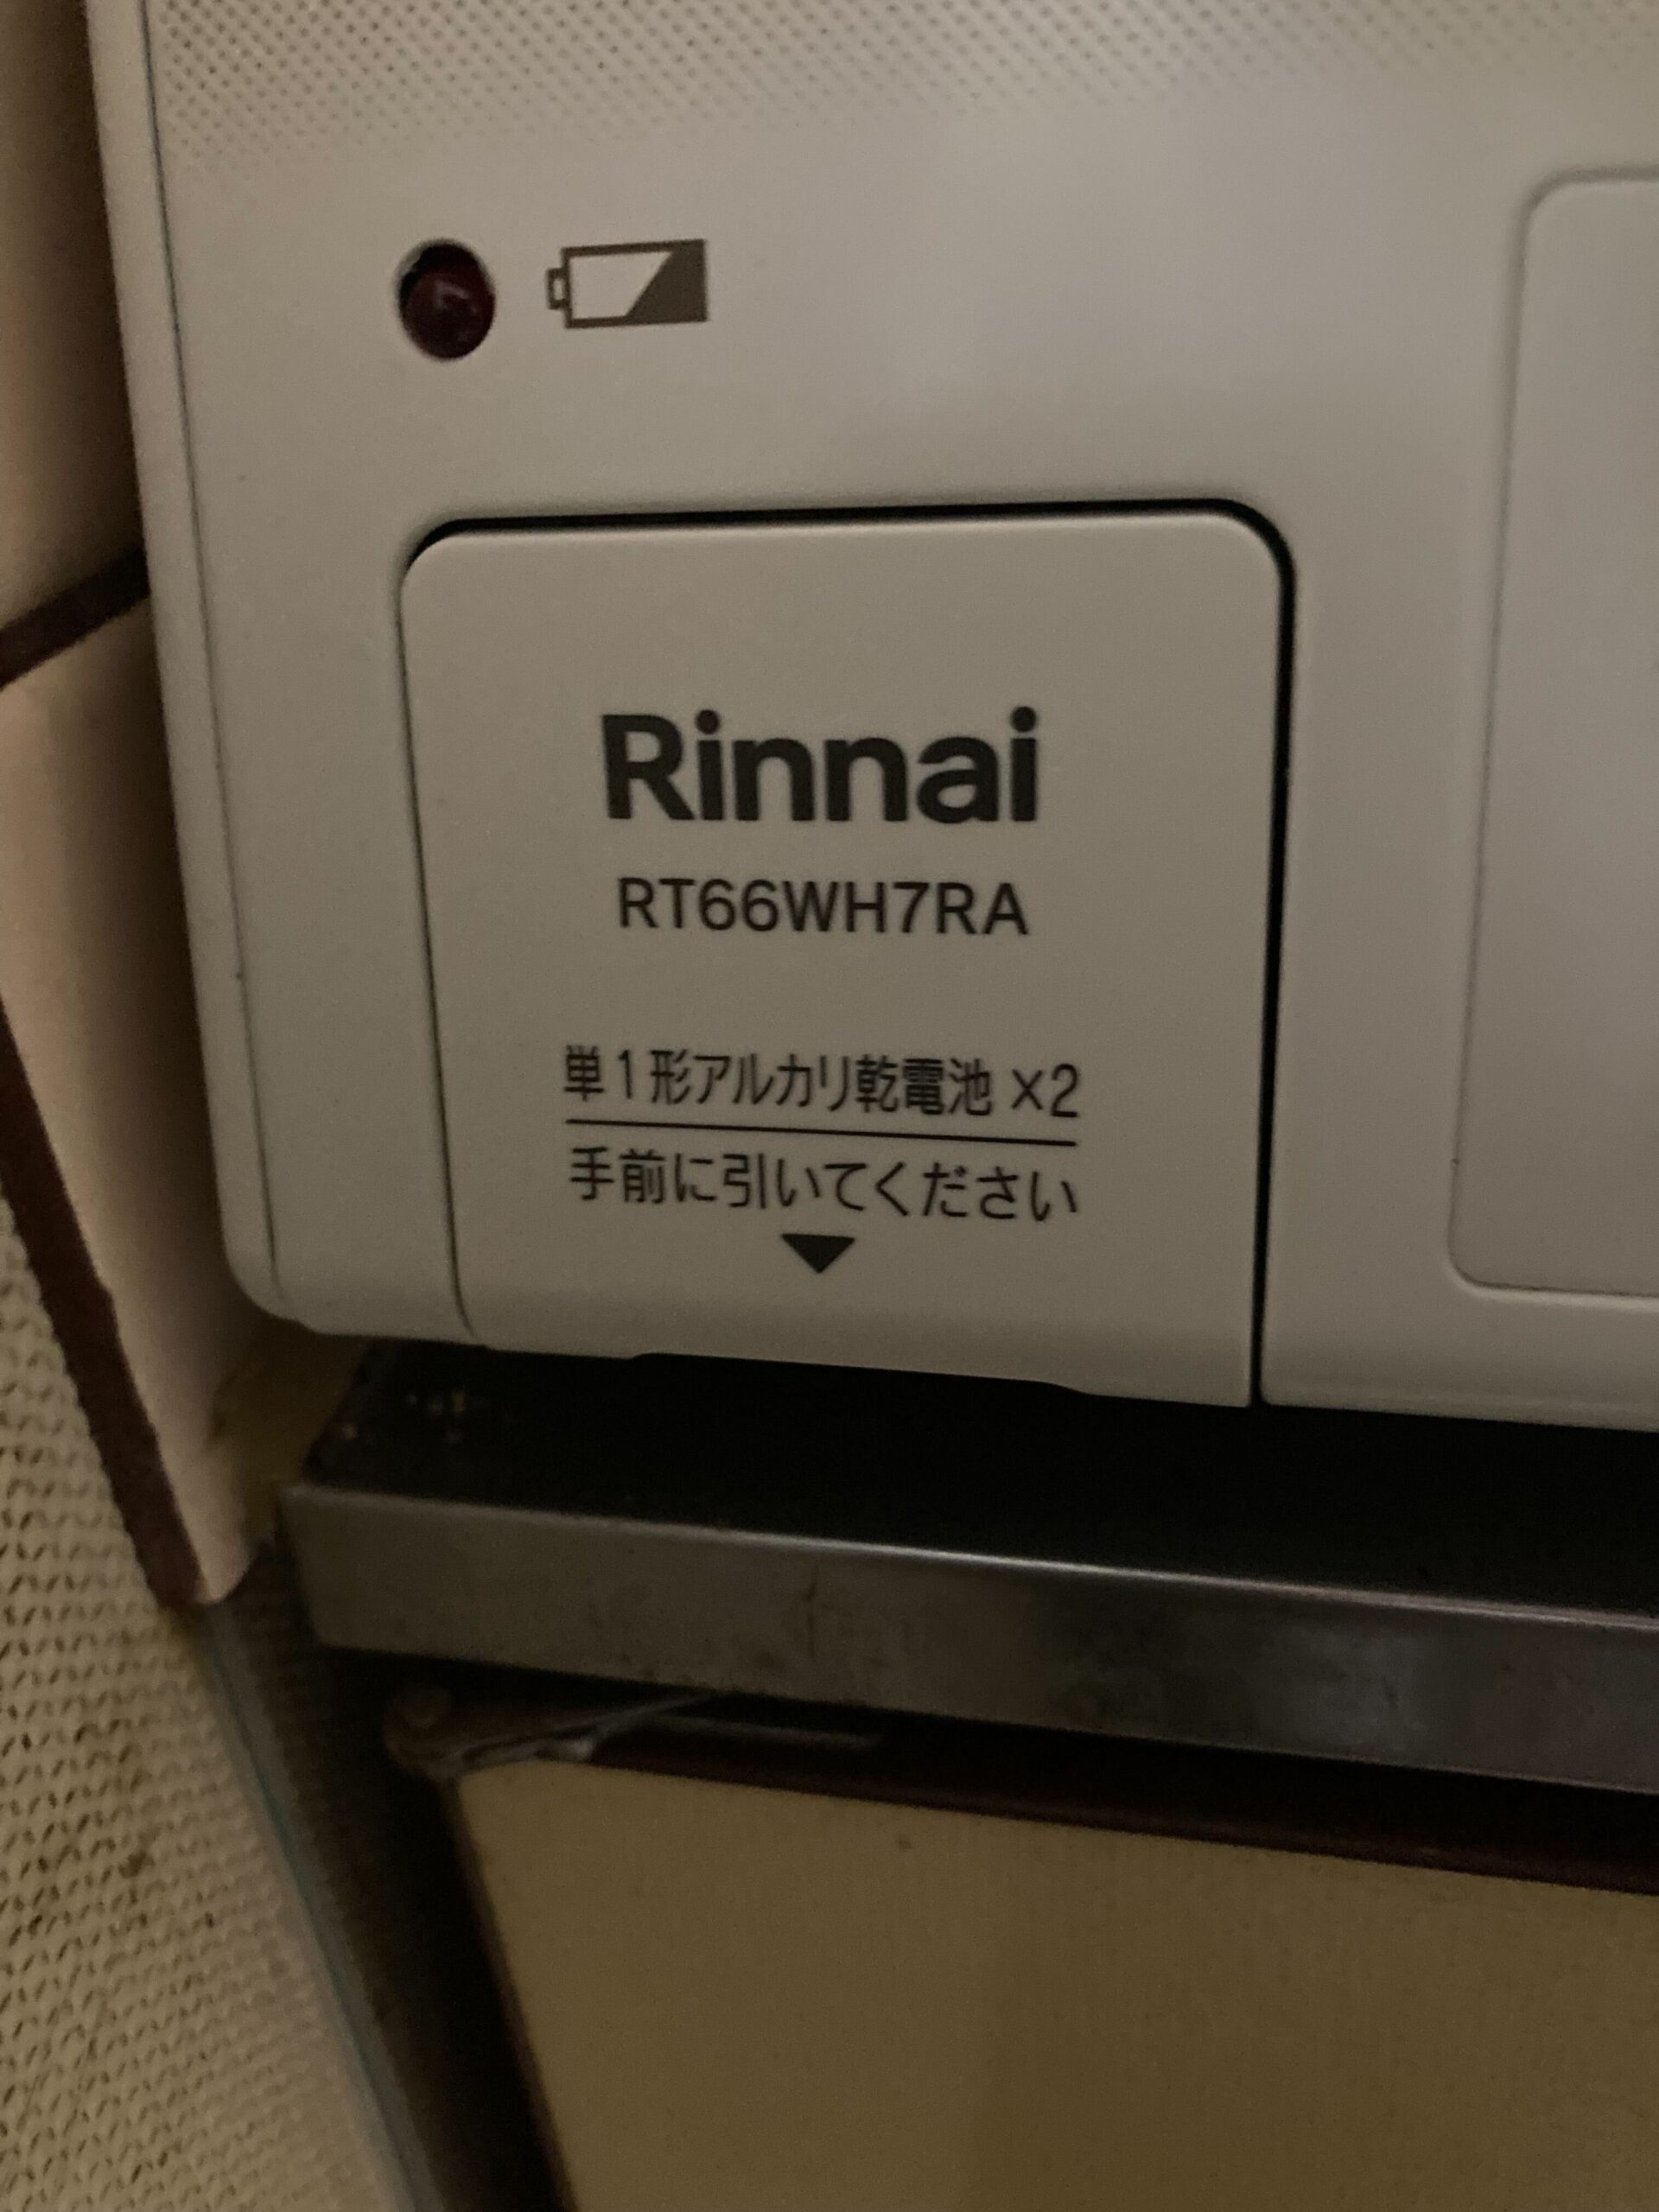 Rinnai
RT66WH7RA
単1形アルカリ乾電池 ×2
手前に引いてください